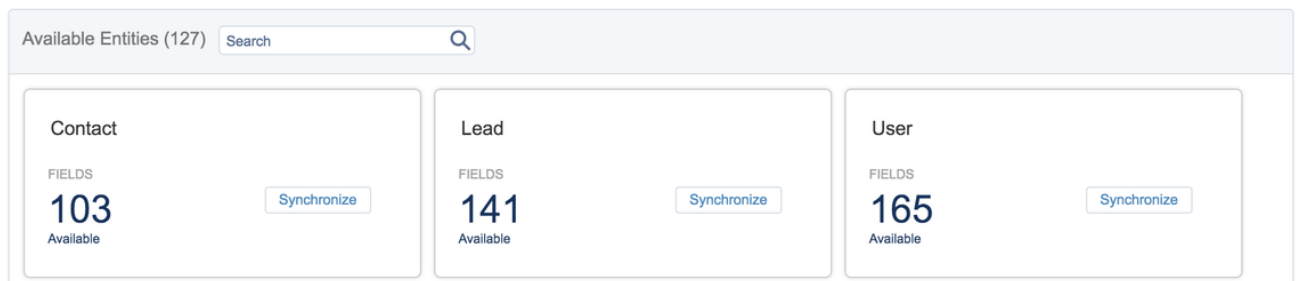 Available Entities (127) Search
Contact
FIELDS
103
Available
Synchronize
Lead
FIELDS
141
Available
Synchronize
User
FIELDS
165
Available
Synchronize